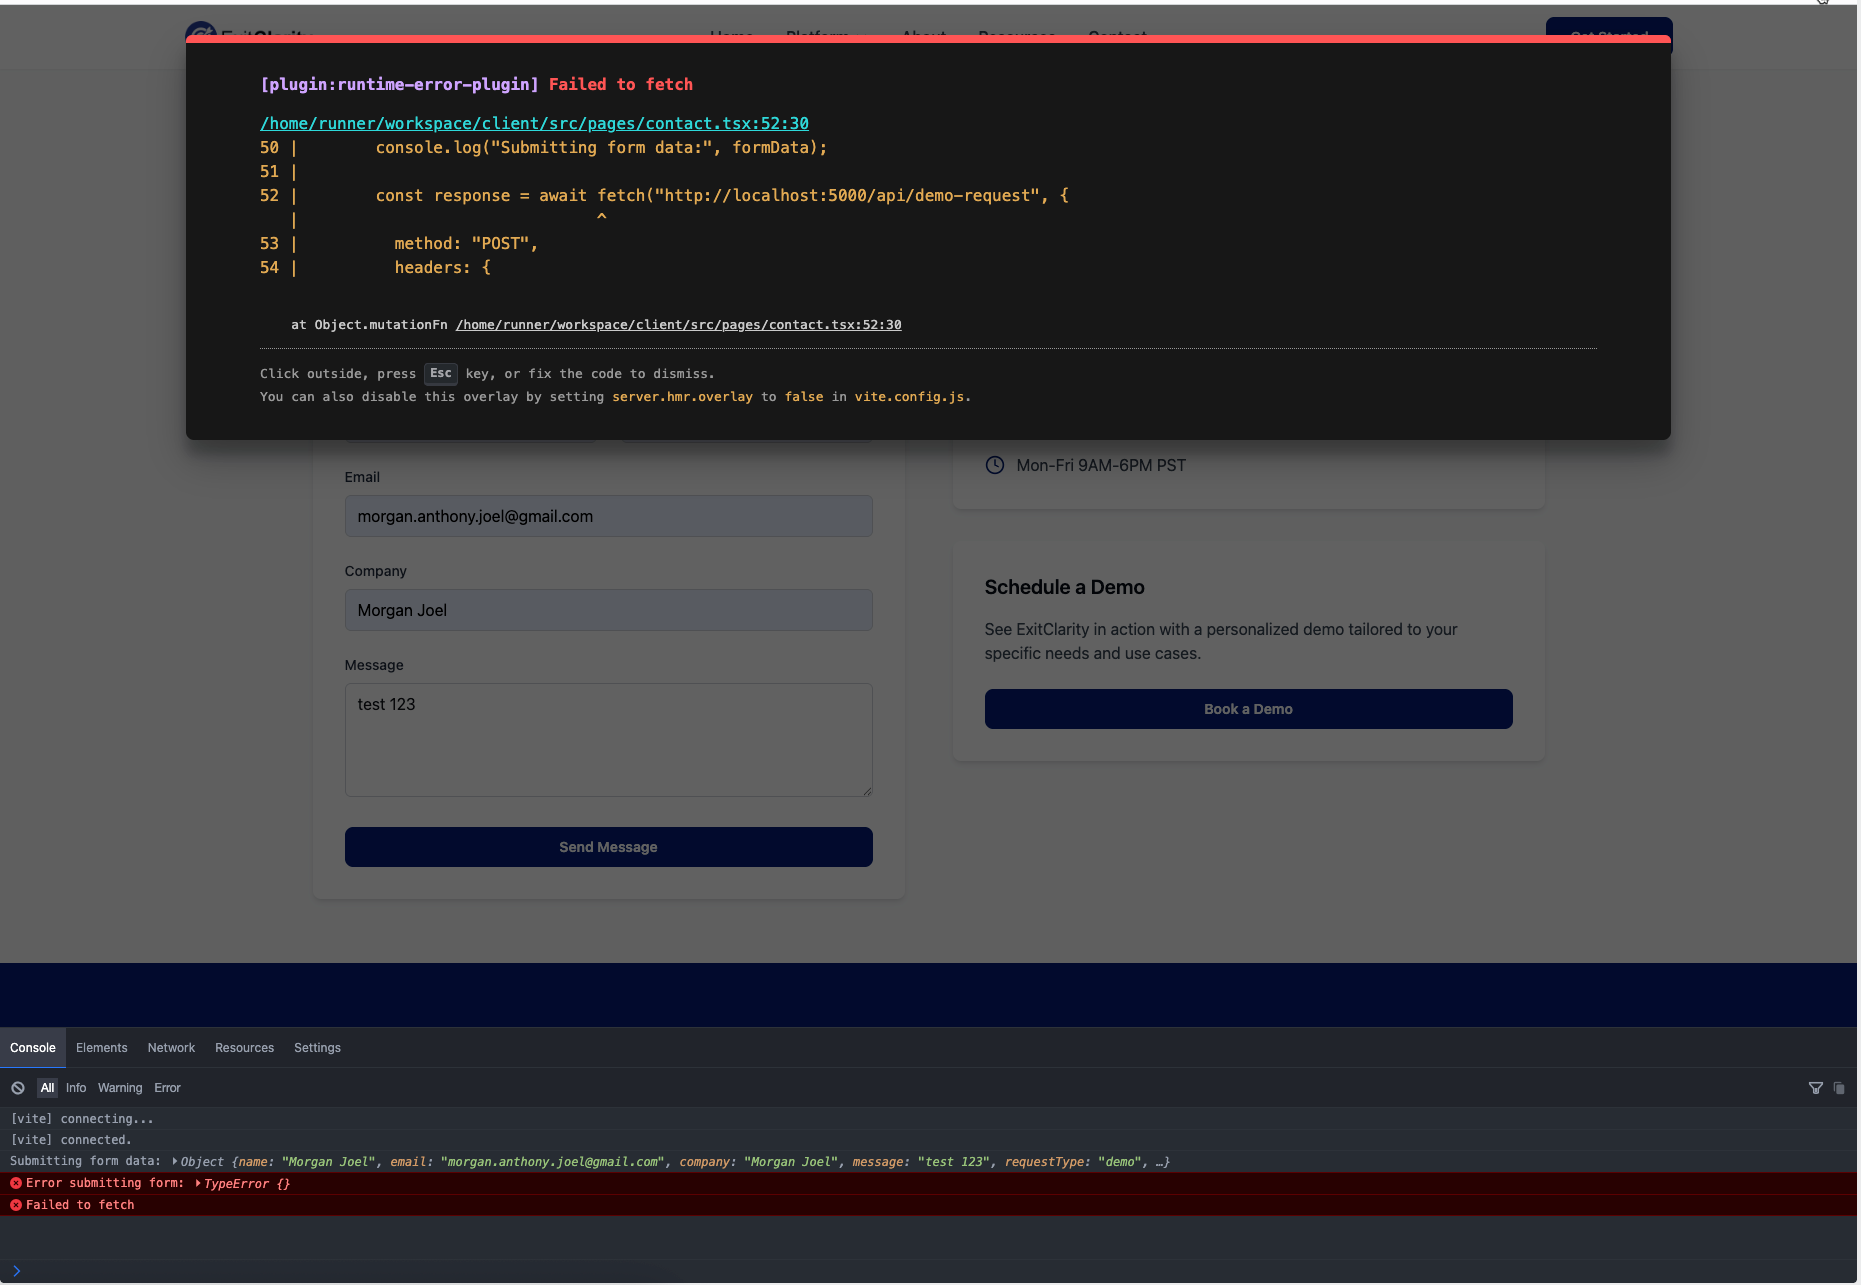 ExitClarity Home Platform About Resources Contact Get Started
[plugin:runtime-error-plugin] Failed to fetch
/home/runner/workspace/client/src/pages/contact.tsx:52:30
50 | console.log("Submitting form data:", formData);
51 |
52 | const response = await fetch("http://localhost:5000/api/demo-request", {
| ^
53 | method: "POST",
54 | headers: {
at Object.mutationFn /home/runner/workspace/client/src/pages/contact.tsx:52:30
Click outside, press Esc key, or fix the code to dismiss.
You can also disable this overlay by setting server.hmr.overlay to false in vite.config.js.
Mon-Fri 9AM-6PM PST
Email
morgan.anthony.joel@gmail.com
Company
Morgan Joel
Message
test 123
Send Message
Schedule a Demo
See ExitClarity in action with a personalized demo tailored to your
specific needs and use cases.
Book a Demo
Console Elements Network Resources Settings
All Info Warning Error
[vite] connecting...
[vite] connected.
Submitting form data: Object {name: "Morgan Joel", email: "morgan.anthony.joel@gmail.com", company: "Morgan Joel", message: "test 123", requestType: "demo", …}
Error submitting form: TypeError {}
Failed to fetch